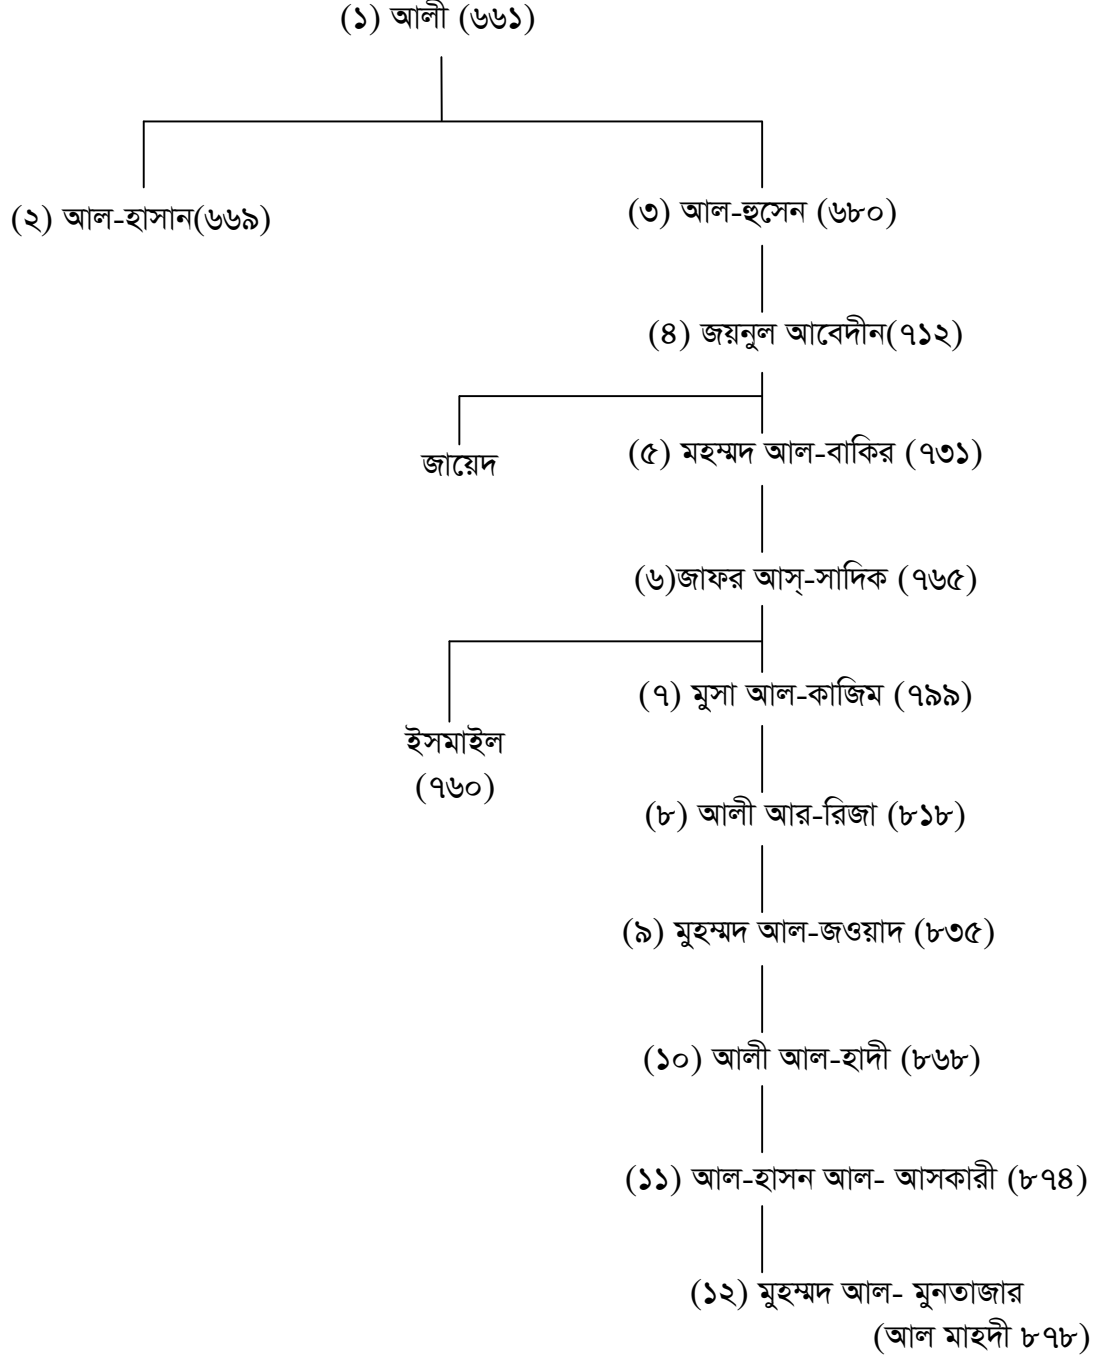 (১) আলী (৬৬১)
(২) আল-হাসান(৬৬৯)
(৩) আল-হুসেন (৬৮০)
(৪) জয়নুল আবেদীন(৭১২)
জায়েদ
(৫) মহম্মদ আল-বাকির (৭৩১)
(৬)জাফর আস্-সাদিক (৭৬৫)
(৭) মুসা আল-কাজিম (৭৯৯)
ইসমাইল
(৭৬০)
(৮) আলী আর-রিজা (৮১৮)
(৯) মুহম্মদ আল-জওয়াদ (৮৩৫)
(১০) আলী আল-হাদী (৮৬৮)
(১১) আল-হাসন আল- আসকারী (৮৭৪)
(১২) মুহম্মদ আল- মুনতাজার
(আল মাহদী ৮৭৮)